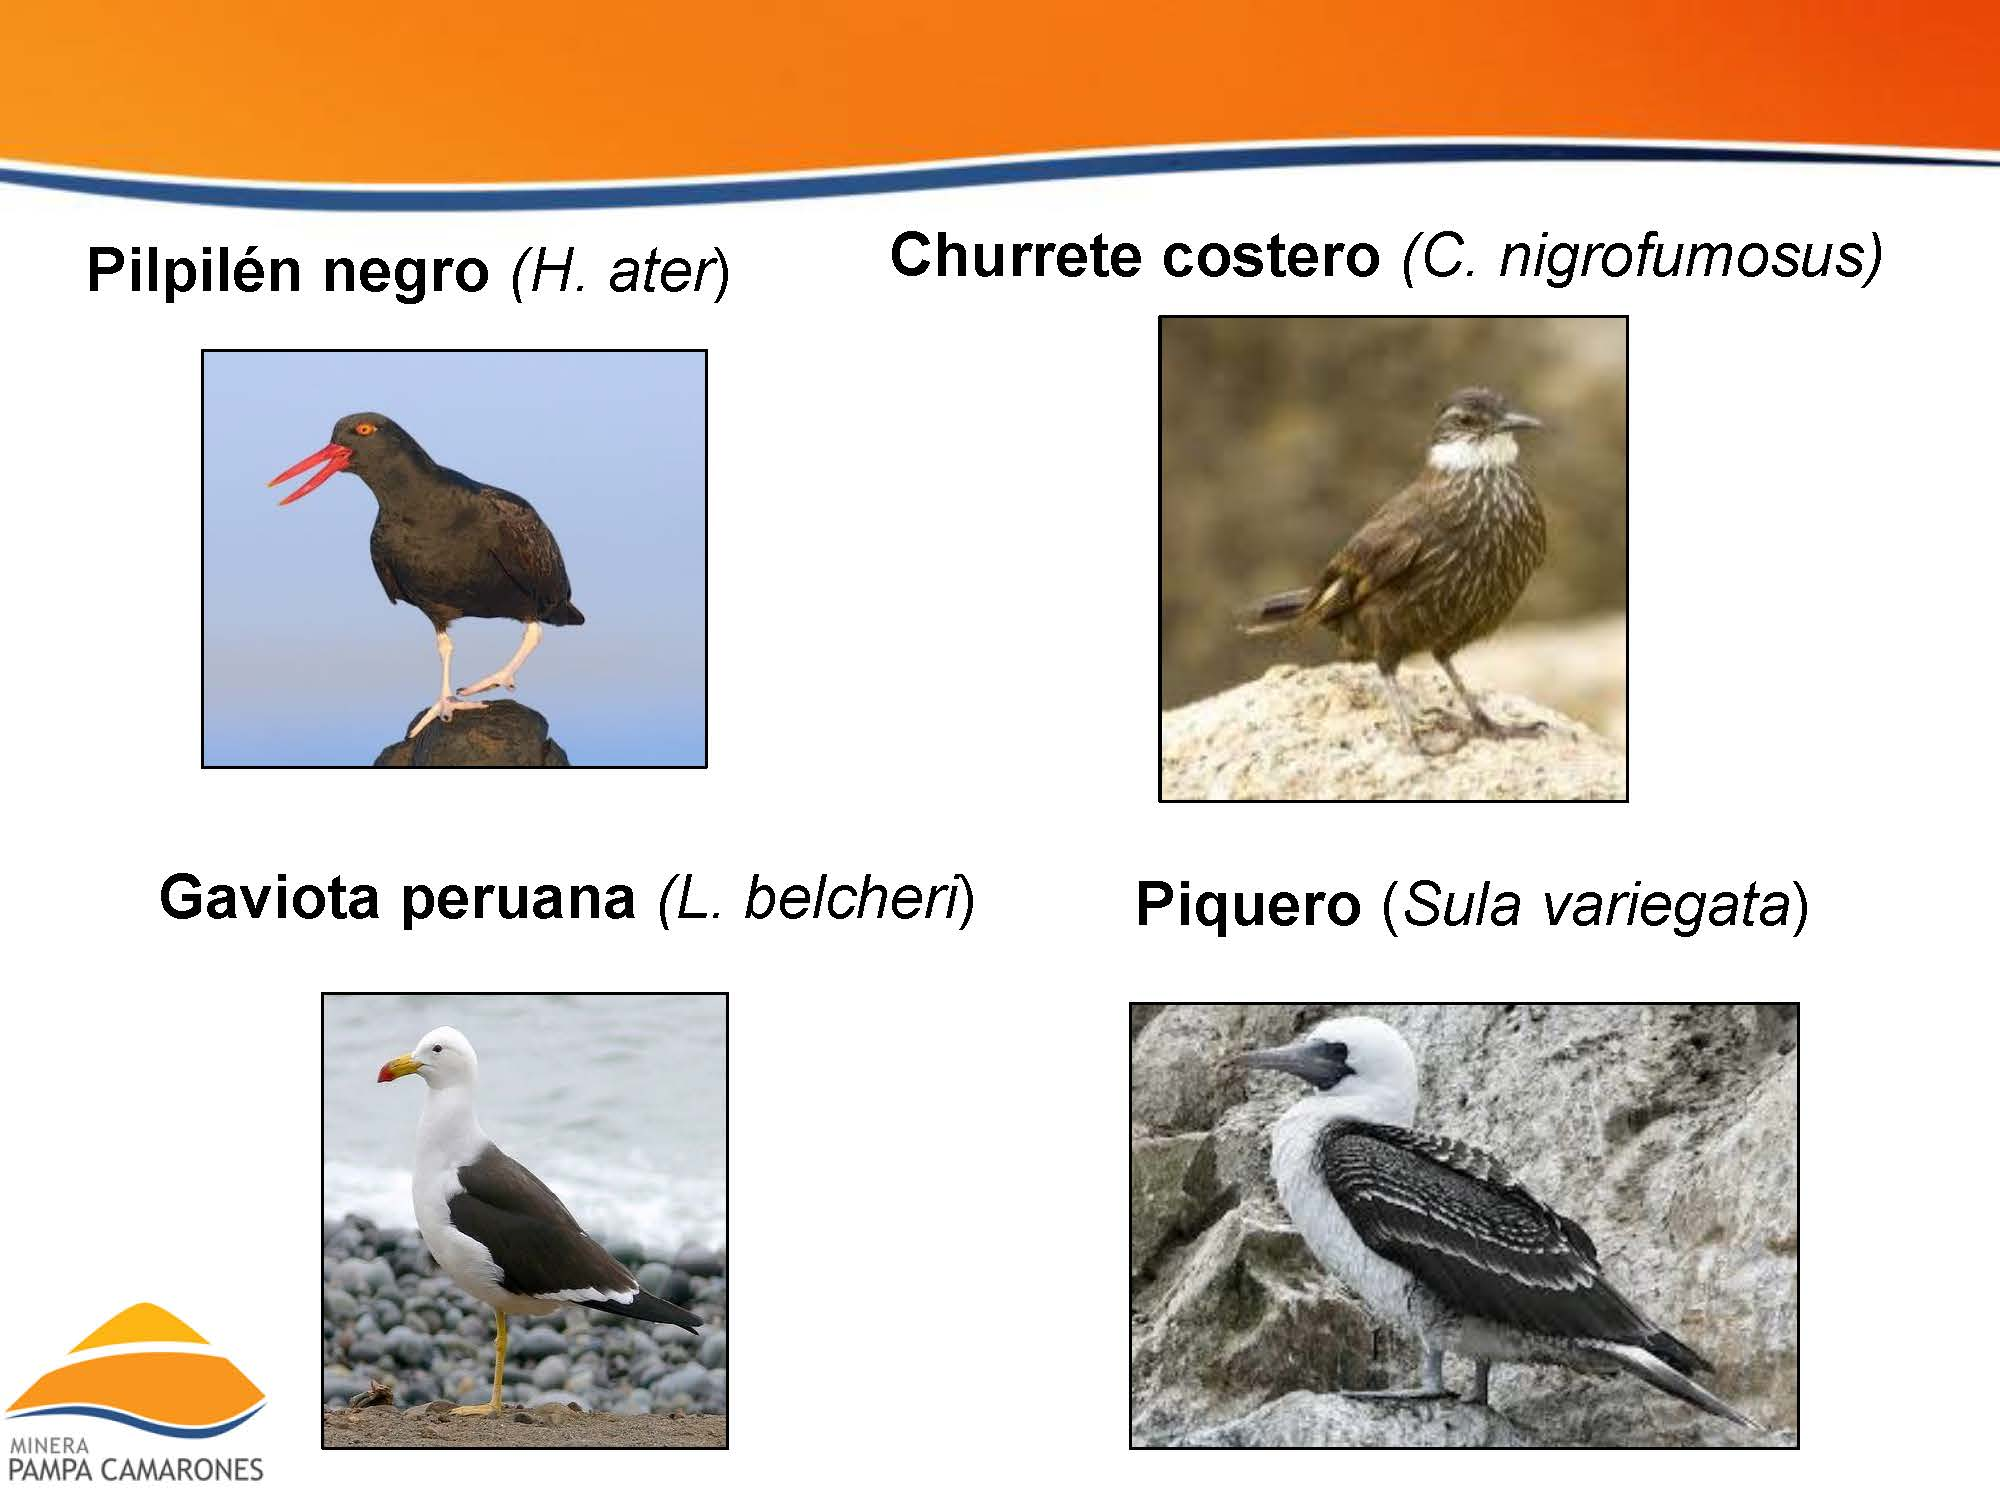 Pilpilén negro (H. ater)
Churrete costero (C. nigrofumosus)
Gaviota peruana (L. belcheri)
Piquero (Sula variegata)
MINERA
PAMPA CAMARONES